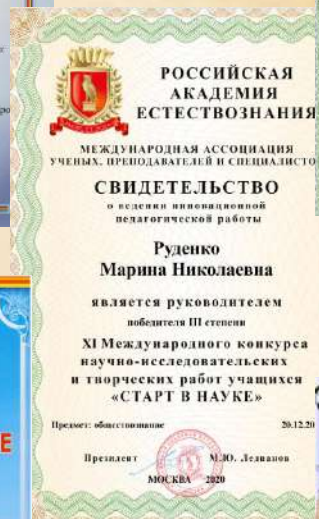 РОССИЙСКАЯ
АКАДЕМИЯ
ЕСТЕСТВОЗНАНИЯ
МЕЖДУНАРОДНАЯ АССОЦИАЦИЯ
УЧЕНЫХ, ПРЕПОДАВАТЕЛЕЙ И СПЕЦИАЛИСТО
СВИДЕТЕЛЬСТВО
о ведении инновационной
педагогической работы
Руденко
Марина Николаевна
является руководителем
победителя III степени
XI Международного конкурса
научно-исследовательских
и творческих работ учащихся
«СТАРТ В НАУКЕ»
Предмет: обществознание 20.12.20
Президент М.Ю. Ледванов
МОСКВА 2020
Е